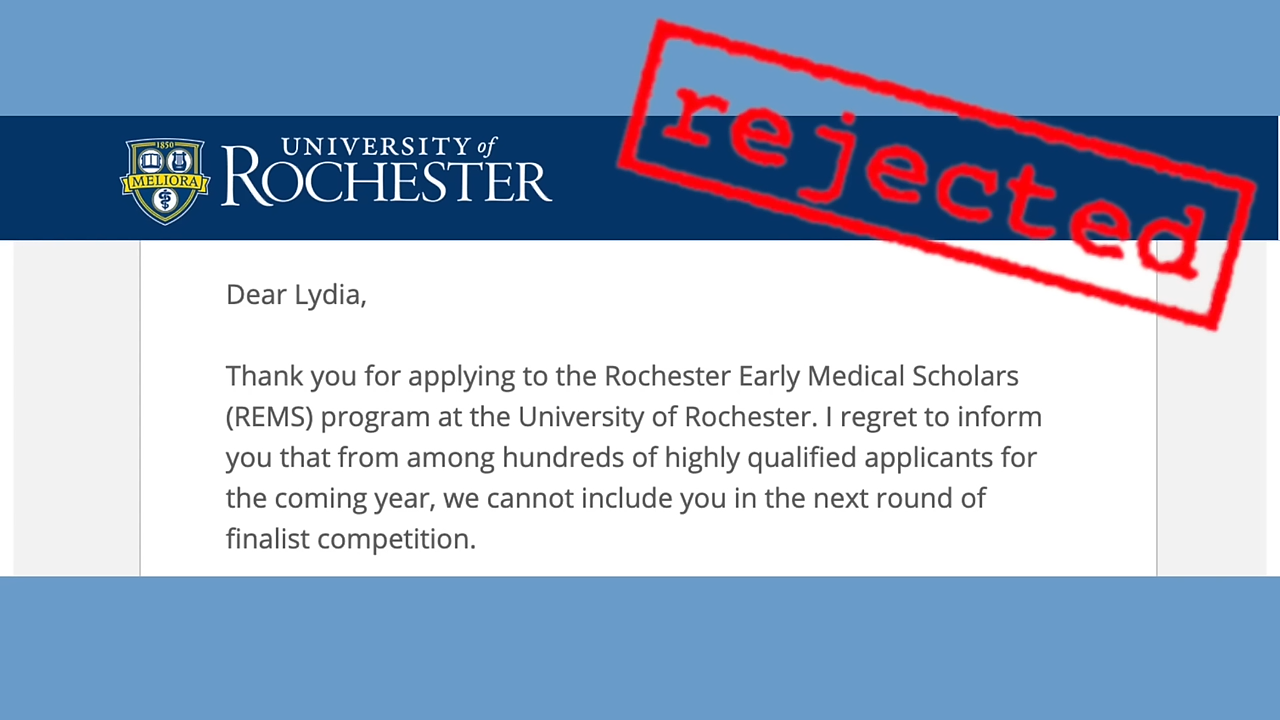 1850
MELIORA
UNIVERSITY of
ROCHESTER
rejected
Dear Lydia,
Thank you for applying to the Rochester Early Medical Scholars
(REMS) program at the University of Rochester. I regret to inform
you that from among hundreds of highly qualified applicants for
the coming year, we cannot include you in the next round of
finalist competition.